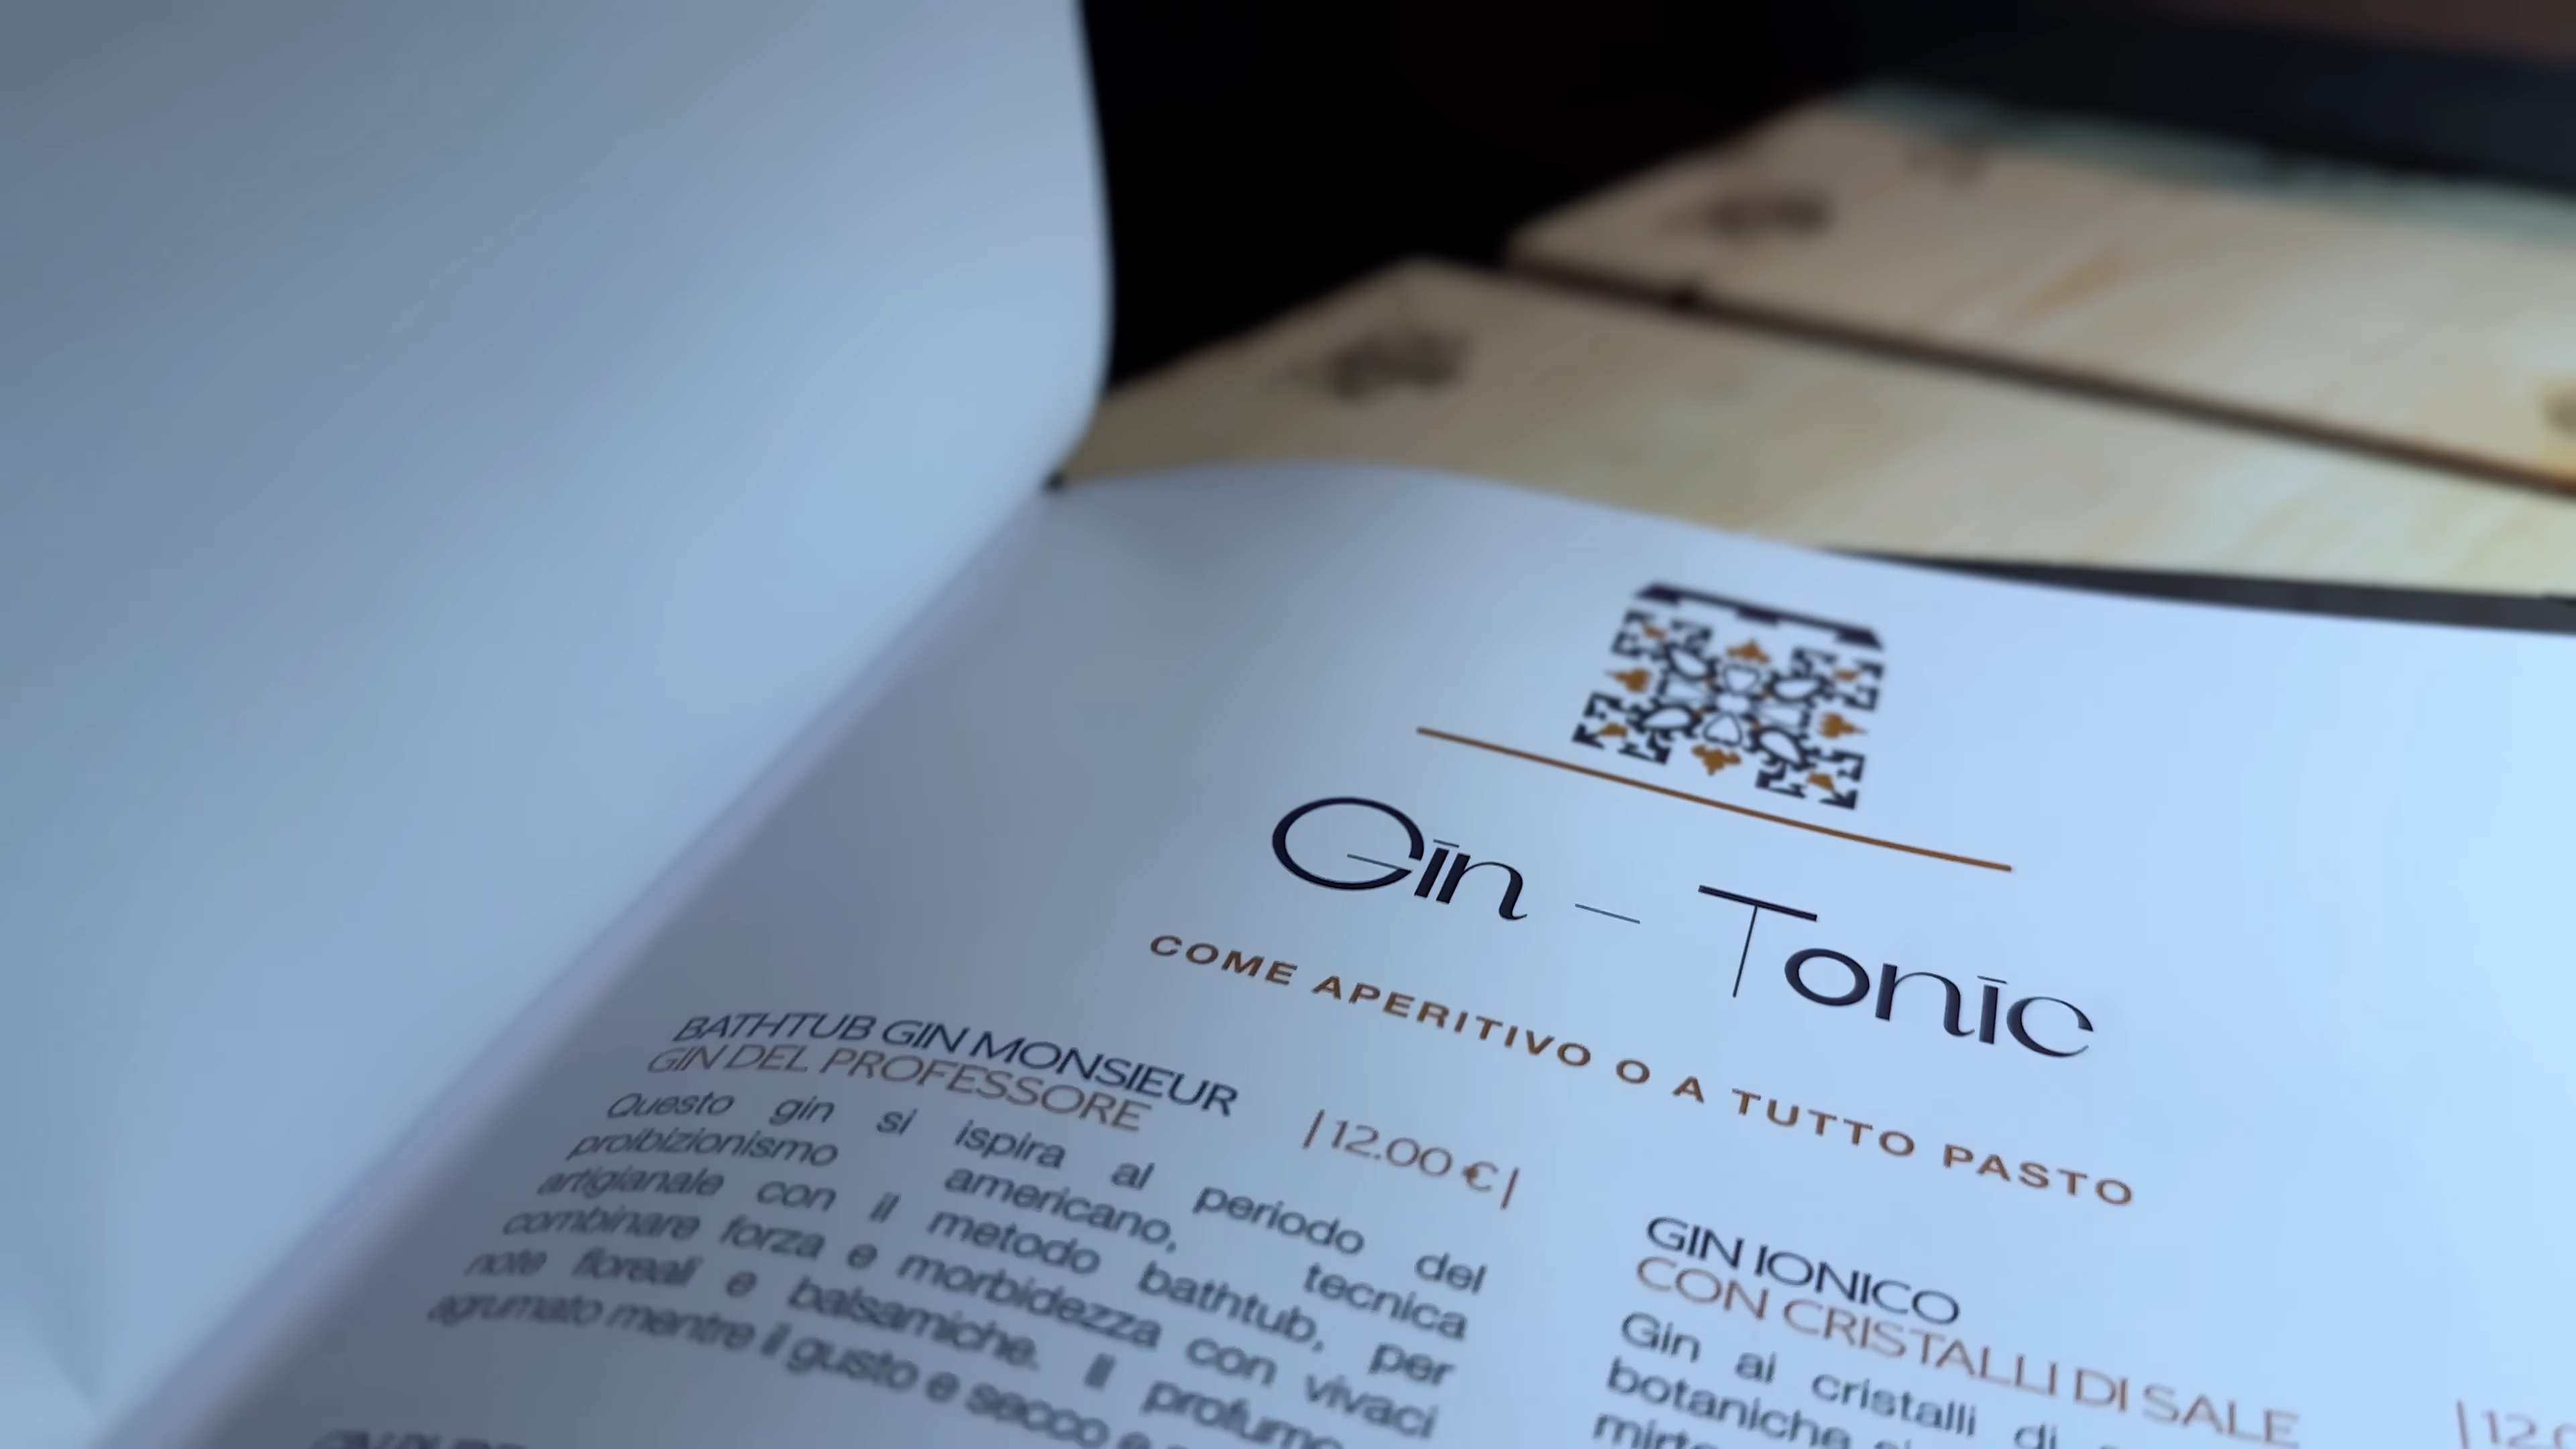 Gin - Tonic
COME APERITIVO O A TUTTO PASTO
BATHTUB GIN MONSIEUR
GIN DEL PROFESSORE
|12.00 €|
Questo gin si ispira al periodo del
proibizionismo americano, tecnica
artigianale con il metodo bathtub, per
combinare forza e morbidezza con vivaci
note floreali e balsamiche. Il profumo
agrumato mentre il gusto e secco e
GIN IONICO
CON CRISTALLI DI SALE
Gin ai cristalli di
botaniche